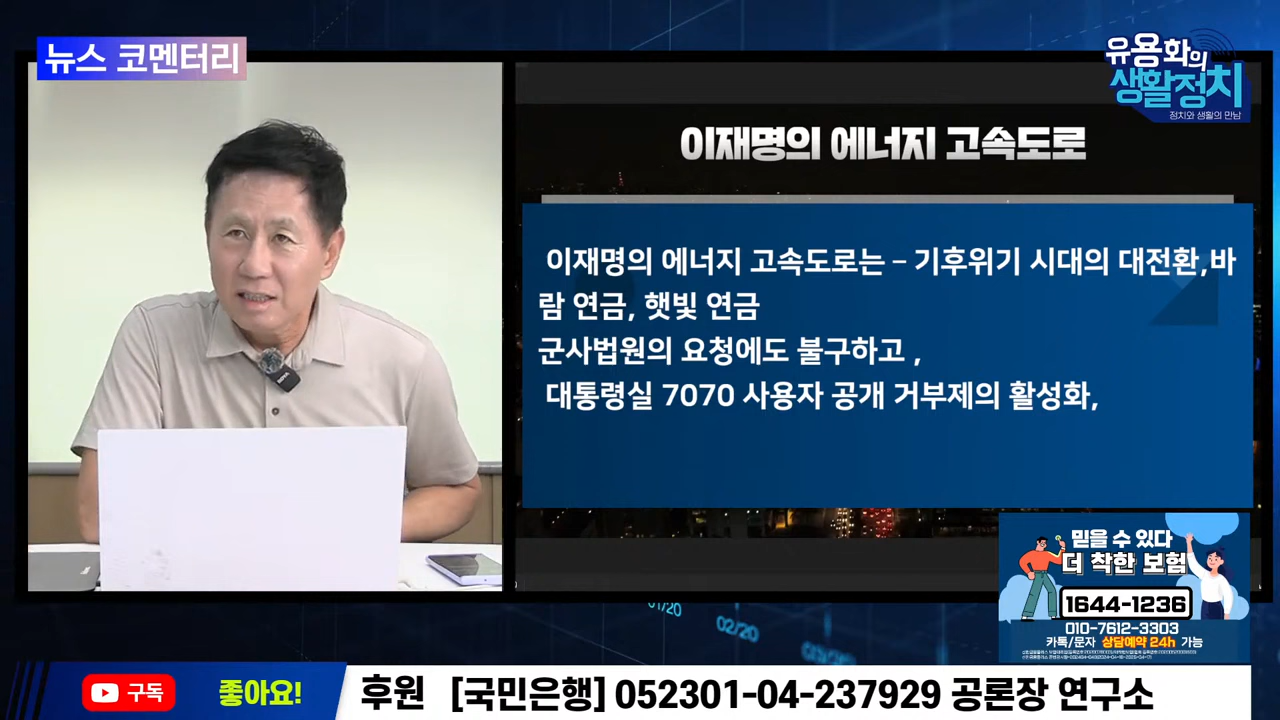 뉴스 코멘터리
유용화의
생활정치
정치와 생활의 만남
이재명의 에너지 고속도로
이재명의 에너지 고속도로는 – 기후위기 시대의 대전환,바
람 연금, 햇빛 연금
군사법원의 요청에도 불구하고 ,
대통령실 7070 사용자 공개 거부제의 활성화,
믿을 수 있다
더 착한 보험
1644-1236
010-7612-3303
카톡/문자 상담예약 24h 가능
01/20
02/20
구독
좋아요!
후원 [국민은행] 052301-04-237929 공론장 연구소